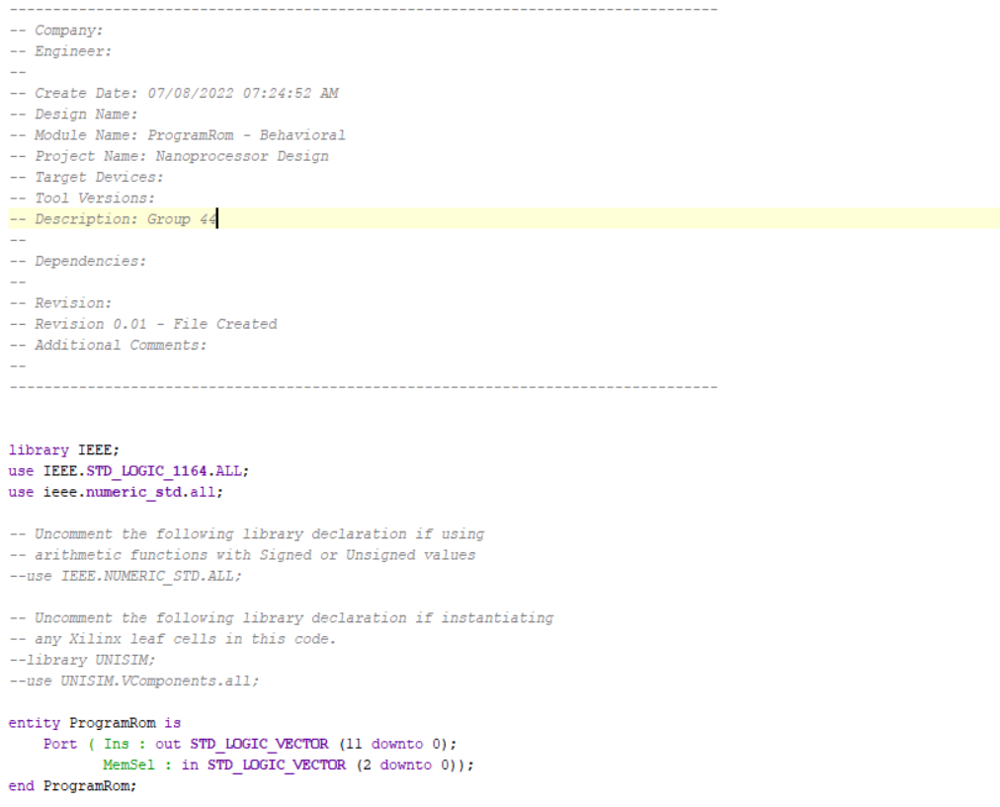 ----------------------------------------------------------------------------------
-- Company:
-- Engineer:
--
-- Create Date: 07/08/2022 07:24:52 AM
-- Design Name:
-- Module Name: ProgramRom - Behavioral
-- Project Name: Nanoprocessor Design
-- Target Devices:
-- Tool Versions:
-- Description: Group 44
--
-- Dependencies:
--
-- Revision:
-- Revision 0.01 - File Created
-- Additional Comments:
--
----------------------------------------------------------------------------------
library IEEE;
use IEEE.STD_LOGIC_1164.ALL;
use ieee.numeric_std.all;
-- Uncomment the following library declaration if using
-- arithmetic functions with Signed or Unsigned values
--use IEEE.NUMERIC_STD.ALL;
-- Uncomment the following library declaration if instantiating
-- any Xilinx leaf cells in this code.
--library UNISIM;
--use UNISIM.VComponents.all;
entity ProgramRom is
    Port ( Ins : out STD_LOGIC_VECTOR (11 downto 0);
           MemSel : in STD_LOGIC_VECTOR (2 downto 0));
end ProgramRom;